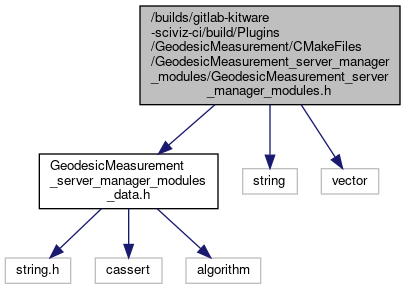 /builds/gitlab-kitware
-sciviz-ci/build/Plugins
/GeodesicMeasurement/CMakeFiles
/GeodesicMeasurement_server_manager
_modules/GeodesicMeasurement_server
_manager_modules.h
GeodesicMeasurement
_server_manager_modules
_data.h
string
vector
string.h
cassert
algorithm